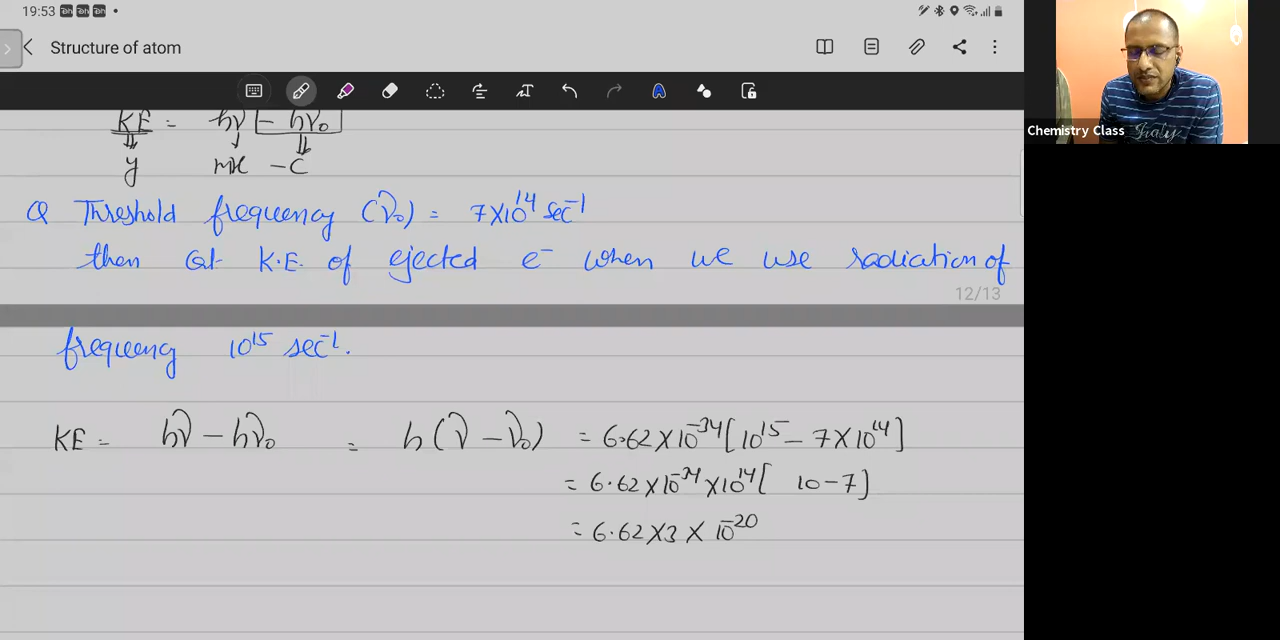 19:53
Structure of atom
KE = hν - hν₀
y mx -C
Q Threshold frequency (ν₀) = 7×10¹⁴ sec⁻¹
then cal K.E. of ejected e⁻ when we use radiation of
12/13
frequency 10¹⁵ sec⁻¹.
KE = hν - hν₀ = h(ν - ν₀) = 6.62×10⁻³⁴[10¹⁵ - 7×10¹⁴]
= 6.62×10⁻³⁴×10¹⁴[ 10-7]
= 6.62×3×10⁻²⁰
Chemistry Class